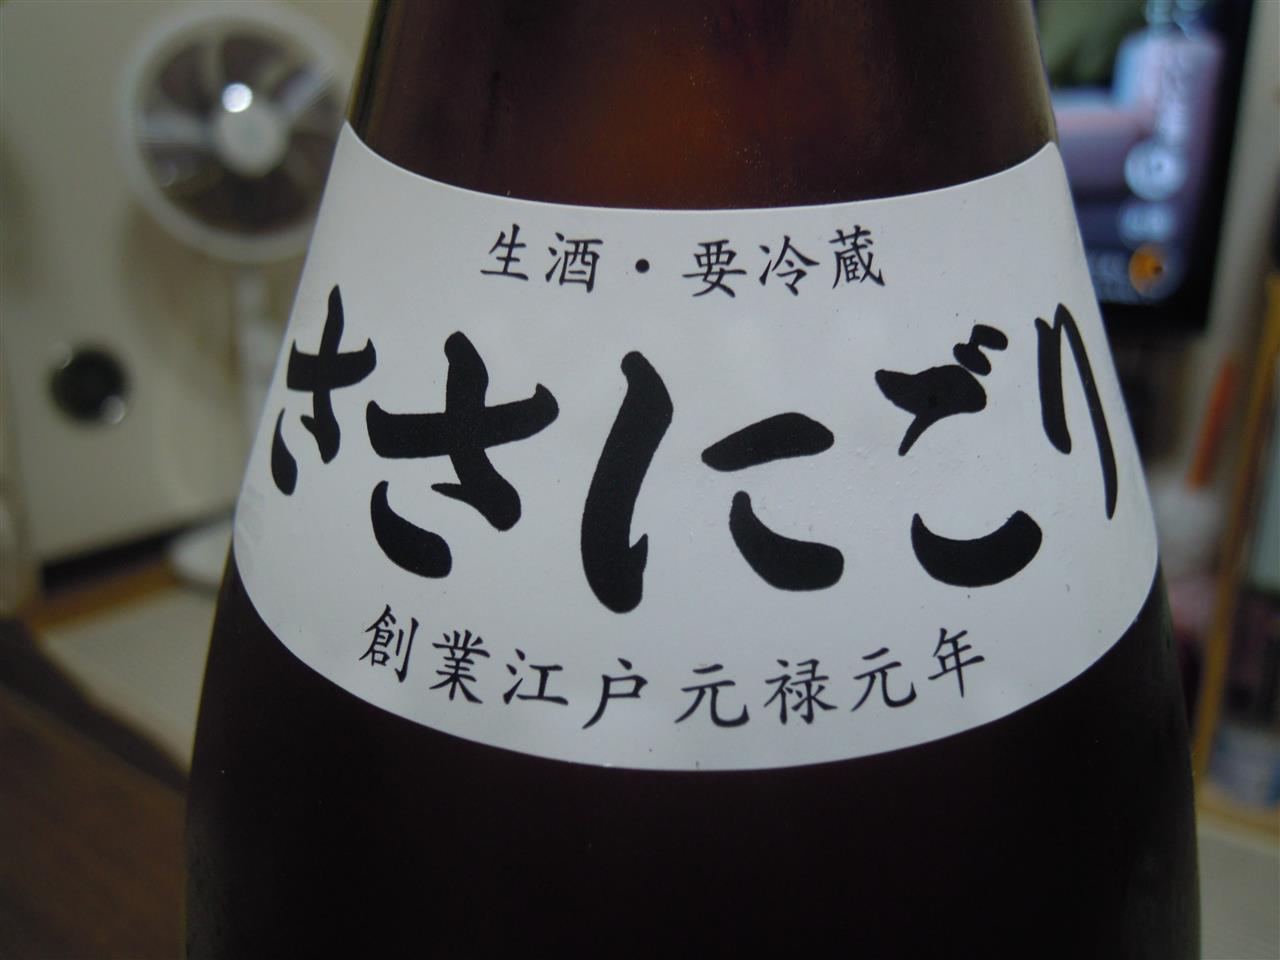 生酒・要冷蔵
ささにごり
創業江戸元禄元年